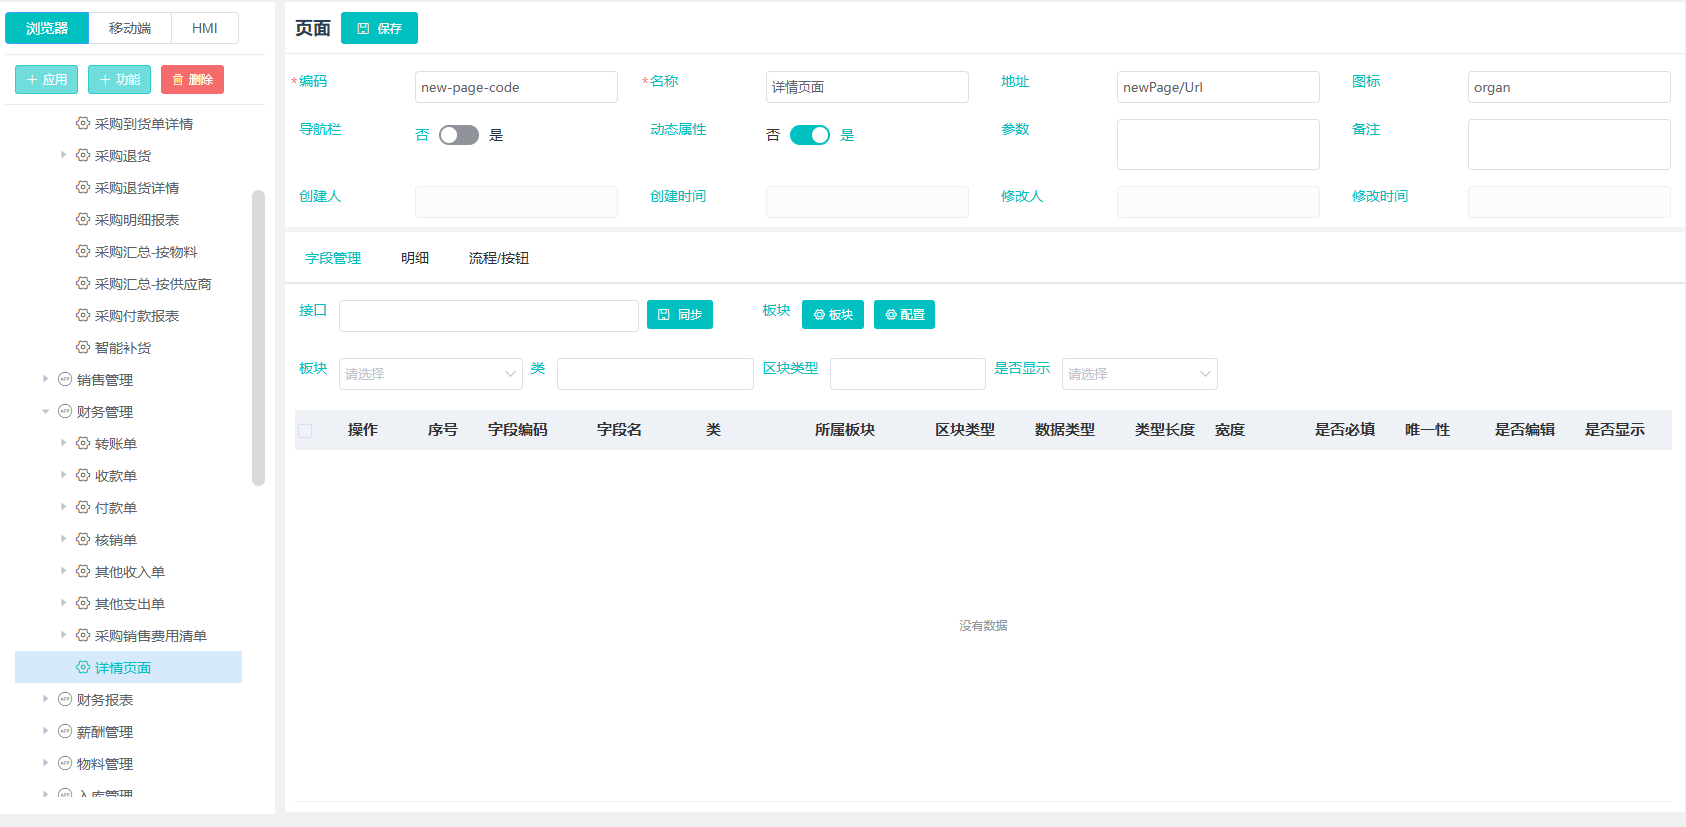 浏览器 移动端 HMI
应用 功能 删除
采购到货单详情
采购退货
采购退货详情
采购明细报表
采购汇总-按物料
采购汇总-按供应商
采购付款报表
智能补货
APP 销售管理
APP 财务管理
转账单
收款单
付款单
核销单
其他收入单
其他支出单
采购销售费用清单
详情页面
APP 财务报表
APP 薪酬管理
APP 物料管理
APP 入库管理
页面 保存
*编码 new-page-code *名称 详情页面 地址 newPage/Url 图标 organ
导航栏 否 是 动态属性 否 是 参数 备注
创建人 创建时间 修改人 修改时间
字段管理 明细 流程/按钮
接口 同步 板块 板块 配置
板块 请选择 类 区块类型 是否显示 请选择
操作 序号 字段编码 字段名 类 所属板块 区块类型 数据类型 类型长度 宽度 是否必填 唯一性 是否编辑 是否显示
没有数据